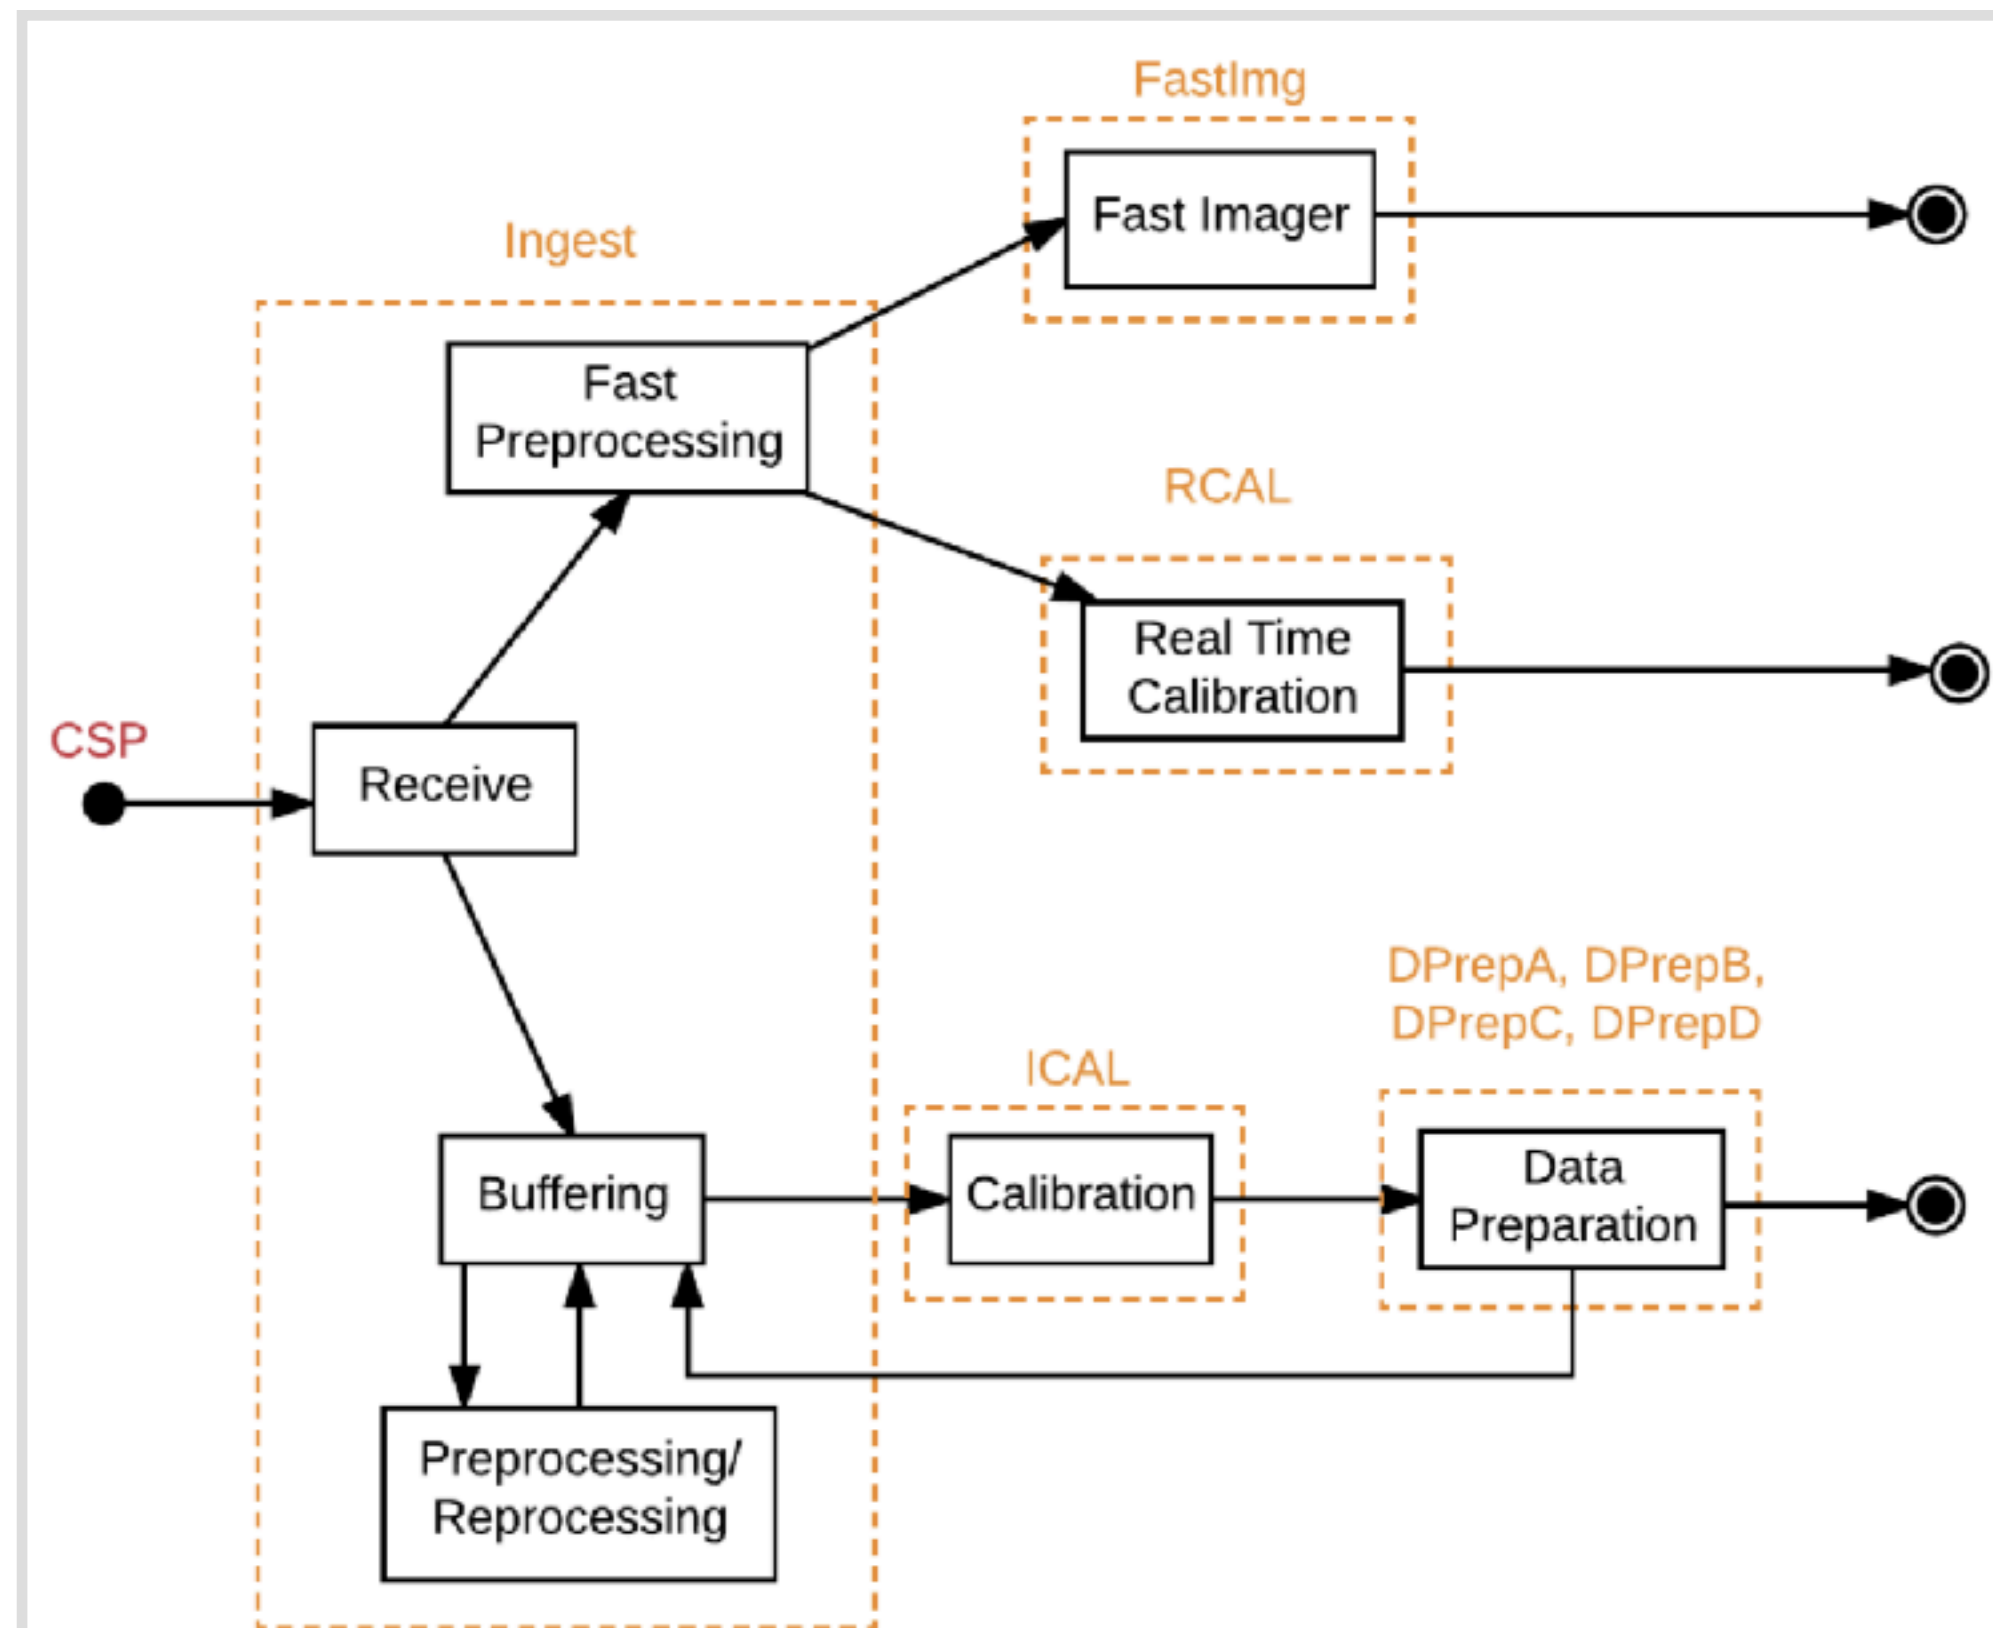 FastImg
Fast Imager
Ingest
Fast
Preprocessing
RCAL
Real Time
Calibration
CSP
Receive
DPrepA, DPrepB,
DPrepC, DPrepD
ICAL
Buffering
Calibration
Data
Preparation
Preprocessing/
Reprocessing